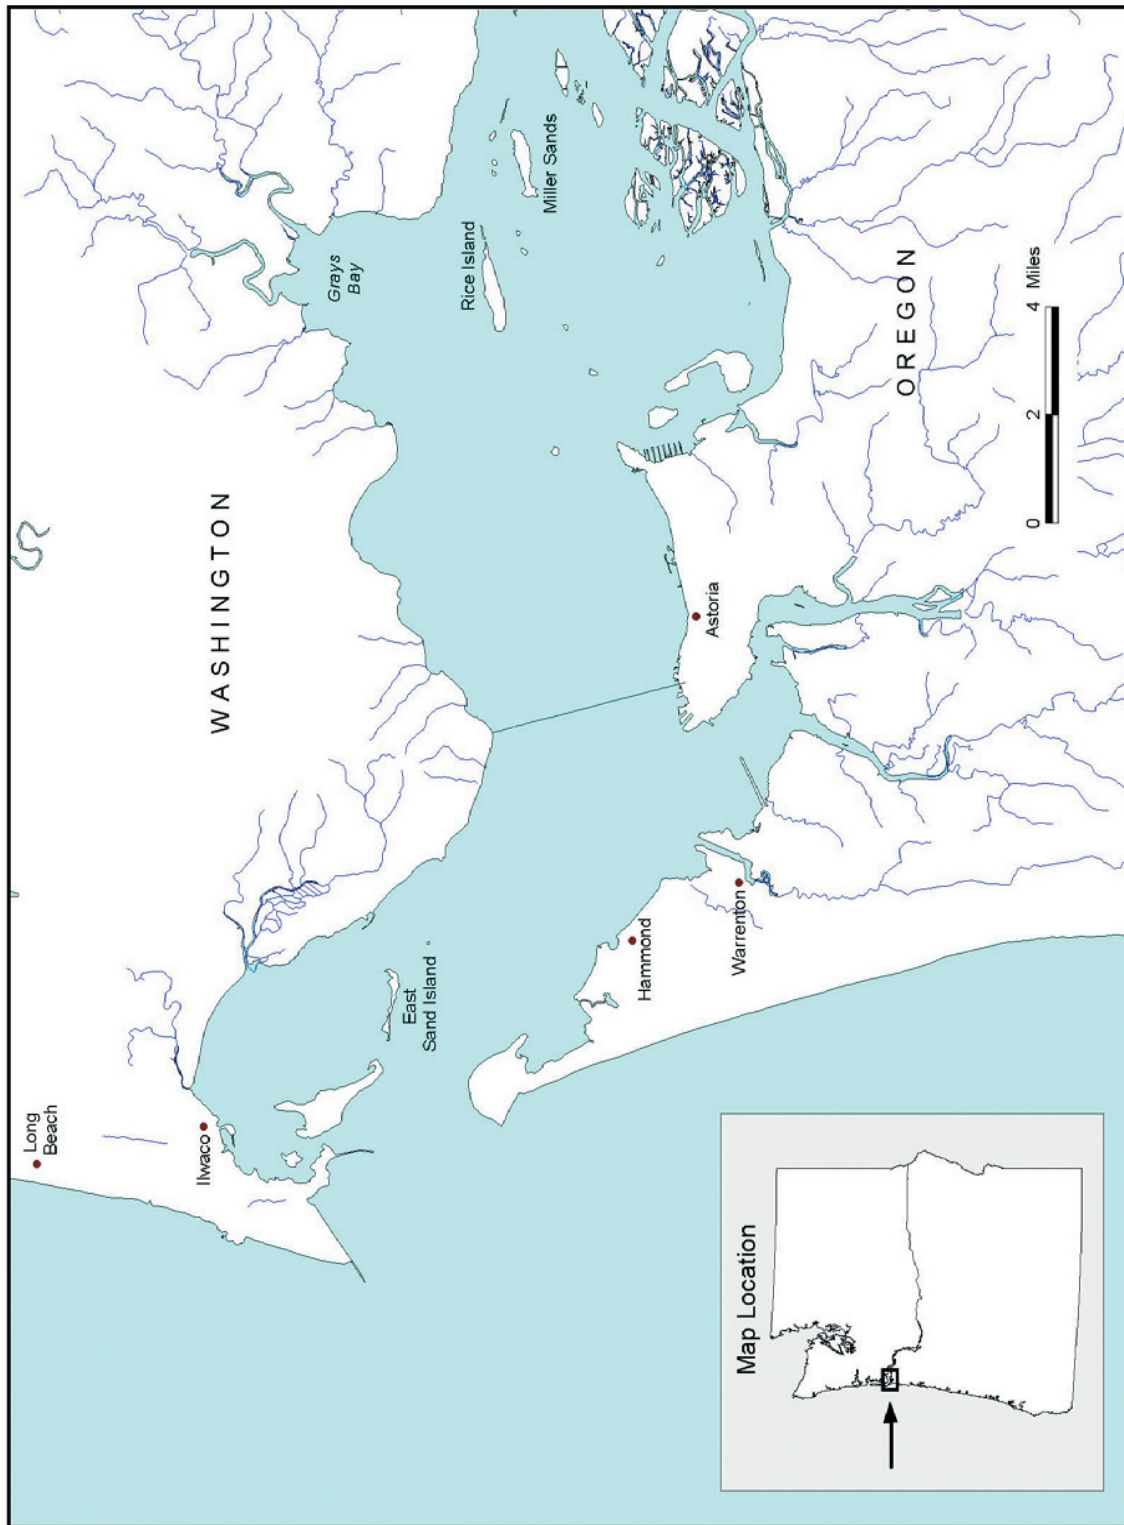 Long
Beach
Ilwaco
WASHINGTON
Grays
Bay
East
Sand Island
Rice Island
Miller Sands
Hammond
Warrenton
Astoria
OREGON
0 2 4 Miles
Map Location